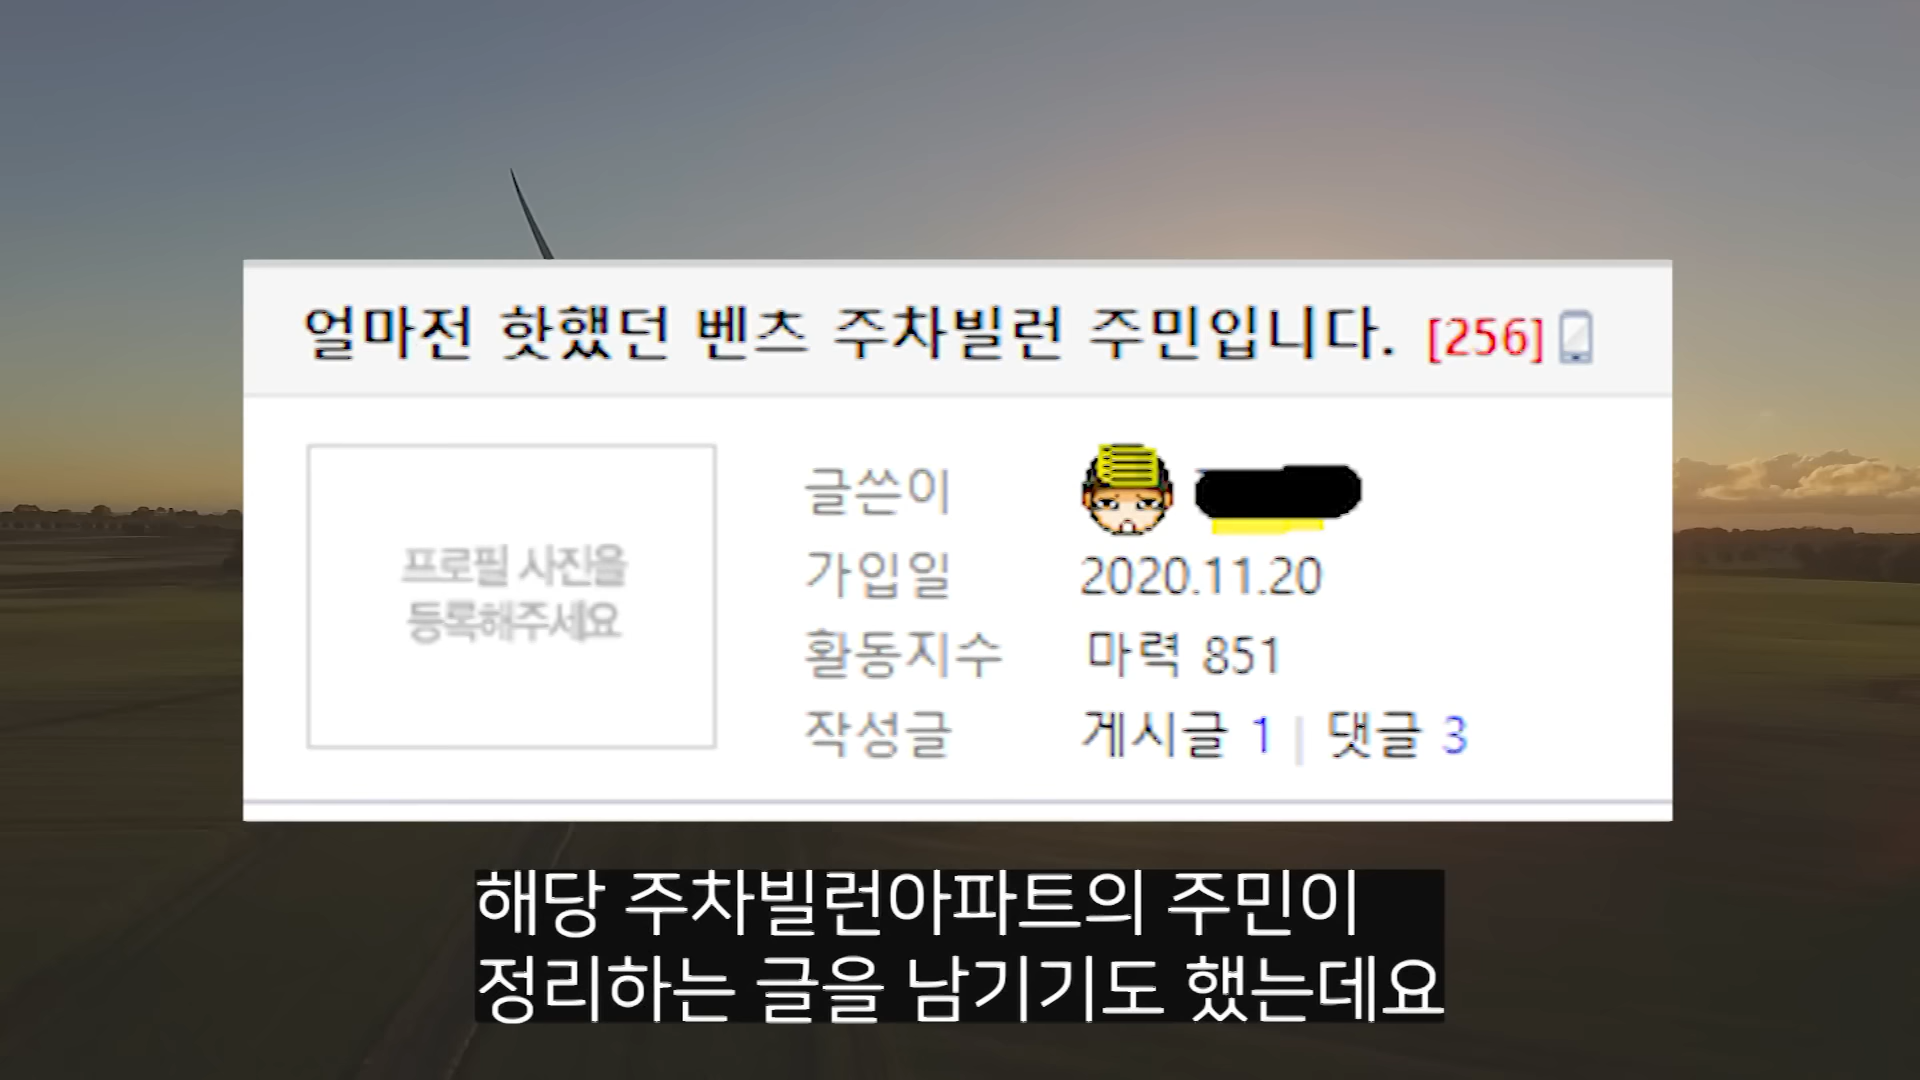 얼마전 핫했던 벤츠 주차빌런 주민입니다. [256]
프로필 사진을
등록해주세요
글쓴이
가입일 2020.11.20
활동지수 마력 851
작성글 게시글 1 | 댓글 3
해당 주차빌런아파트의 주민이
정리하는 글을 남기기도 했는데요